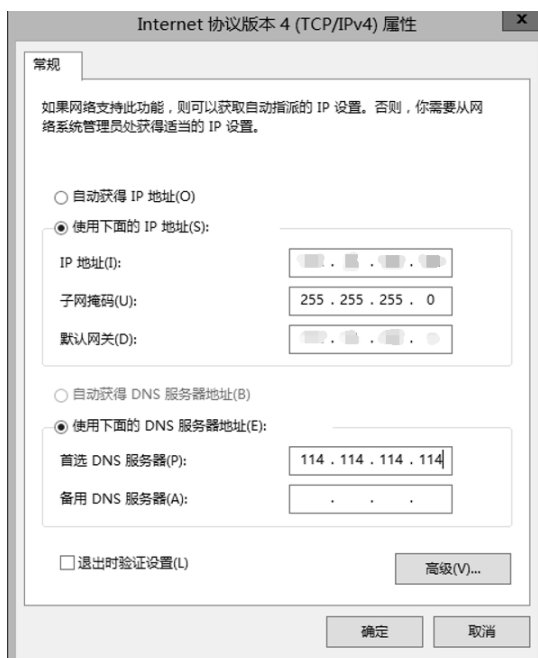 Internet 协议版本 4 (TCP/IPv4) 属性
x
常规
如果网络支持此功能，则可以获取自动指派的 IP 设置。否则，你需要从网
络系统管理员处获得适当的 IP 设置。
自动获得 IP 地址(O)
使用下面的 IP 地址(S):
IP 地址(I):
子网掩码(U): 255 . 255 . 255 . 0
默认网关(D):
自动获得 DNS 服务器地址(B)
使用下面的 DNS 服务器地址(E):
首选 DNS 服务器(P): 114 . 114 . 114 . 114
备用 DNS 服务器(A): . . .
退出时验证设置(L)
高级(V)...
确定 取消